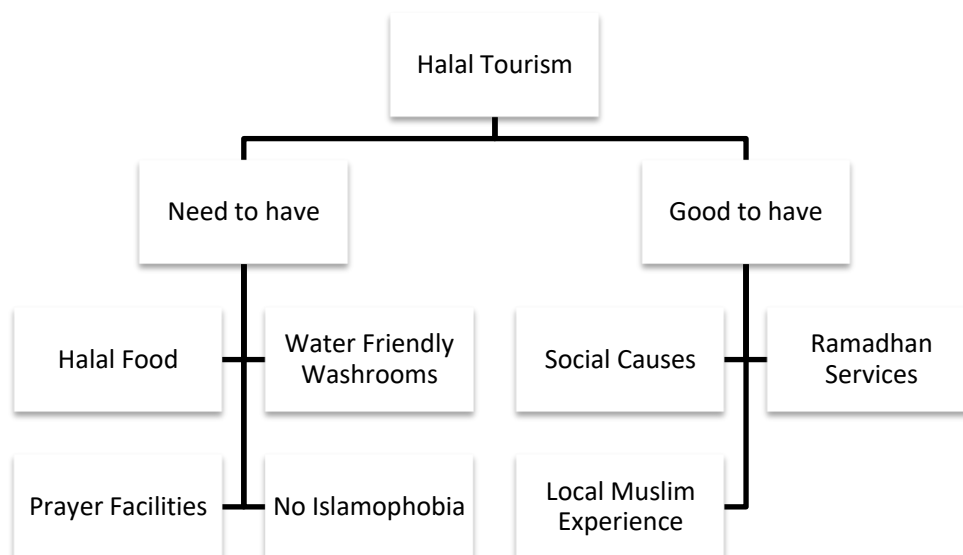 Halal Tourism
Need to have
Good to have
Halal Food
Water Friendly
Washrooms
Social Causes
Ramadhan
Services
Prayer Facilities
No Islamophobia
Local Muslim
Experience